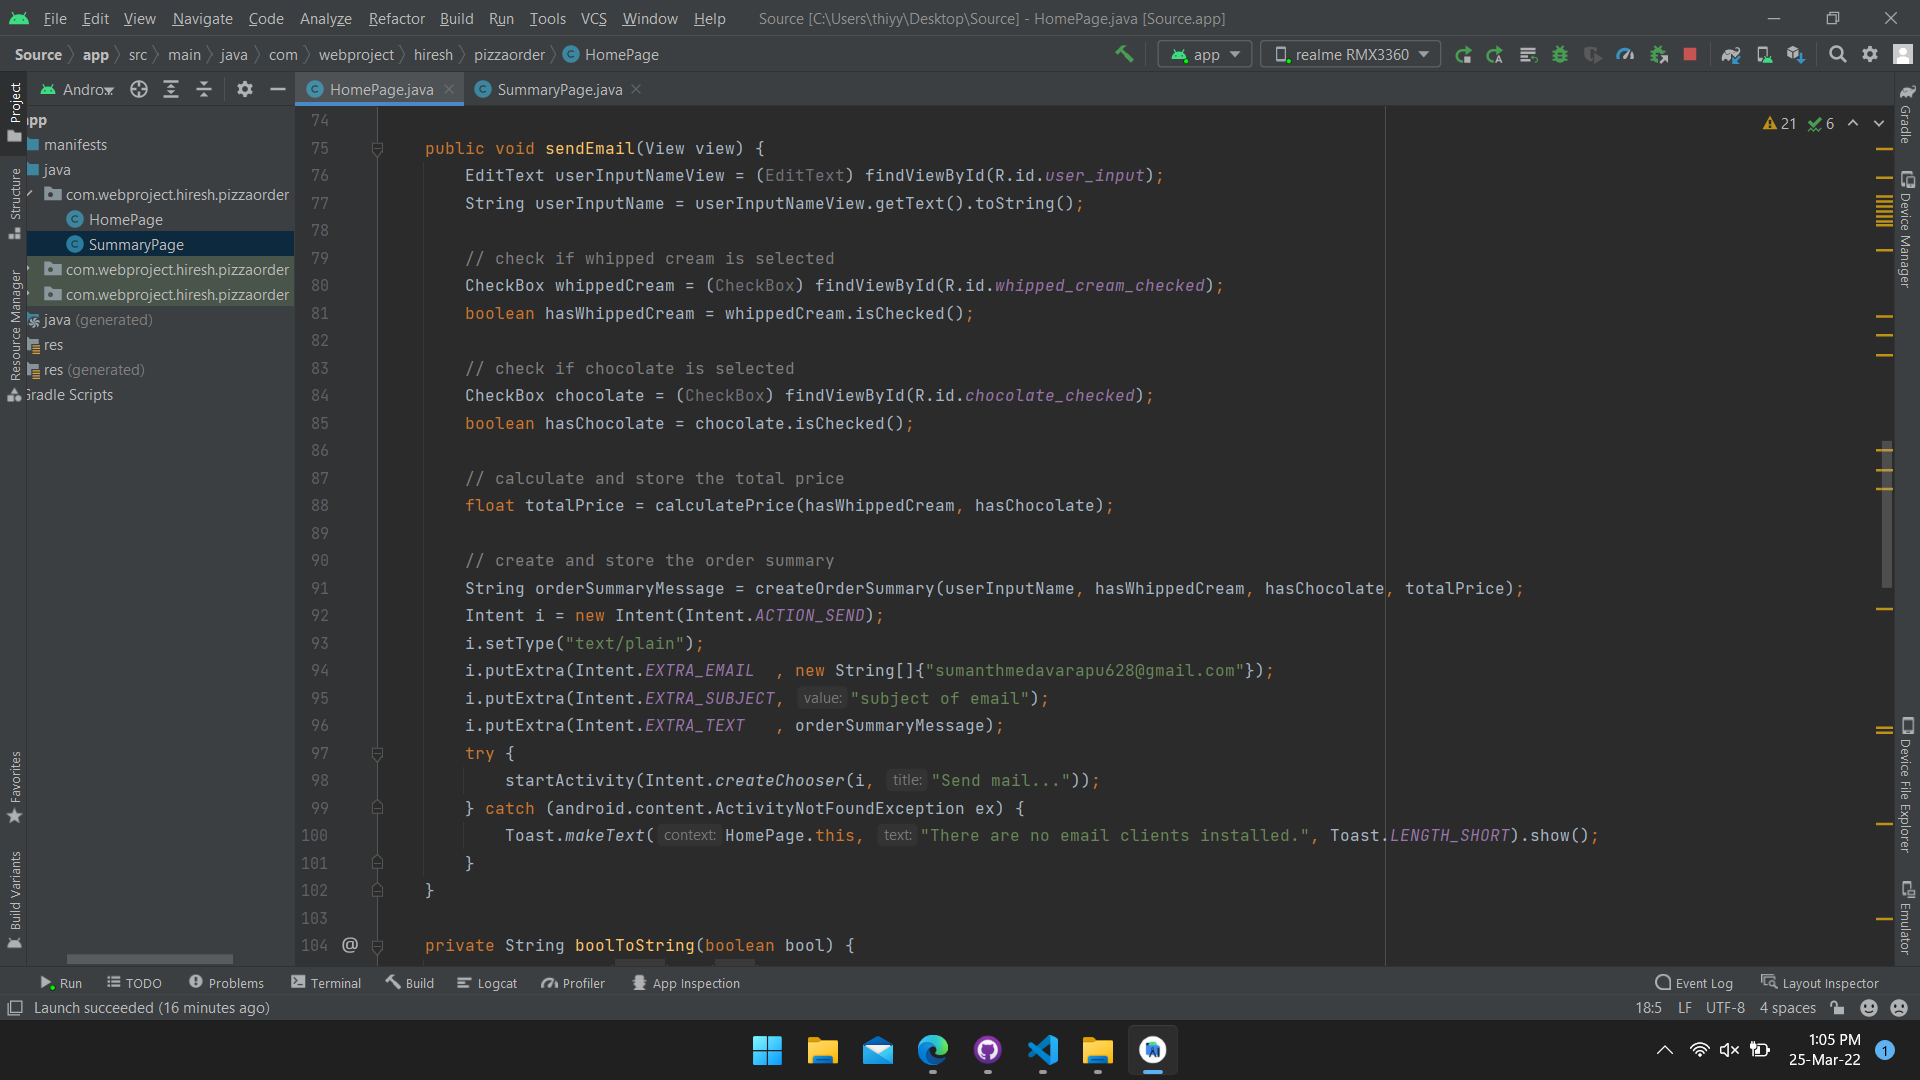 File Edit View Navigate Code Analyze Refactor Build Run Tools VCS Window Help Source [C:\Users\thiyy\Desktop\Source] - HomePage.java [Source.app]
Source app src main java com webproject hiresh pizzaorder HomePage app realme RMX3360
Andro HomePage.java SummaryPage.java
Project
Structure
Resource Manager
Favorites
Build Variants
app
manifests
java
com.webproject.hiresh.pizzaorder
HomePage
SummaryPage
com.webproject.hiresh.pizzaorder
com.webproject.hiresh.pizzaorder
java (generated)
res
res (generated)
Gradle Scripts
21 6
74
75 public void sendEmail(View view) {
76 EditText userInputNameView = (EditText) findViewById(R.id.user_input);
77 String userInputName = userInputNameView.getText().toString();
78
79 // check if whipped cream is selected
80 CheckBox whippedCream = (CheckBox) findViewById(R.id.whipped_cream_checked);
81 boolean hasWhippedCream = whippedCream.isChecked();
82
83 // check if chocolate is selected
84 CheckBox chocolate = (CheckBox) findViewById(R.id.chocolate_checked);
85 boolean hasChocolate = chocolate.isChecked();
86
87 // calculate and store the total price
88 float totalPrice = calculatePrice(hasWhippedCream, hasChocolate);
89
90 // create and store the order summary
91 String orderSummaryMessage = createOrderSummary(userInputName, hasWhippedCream, hasChocolate, totalPrice);
92 Intent i = new Intent(Intent.ACTION_SEND);
93 i.setType("text/plain");
94 i.putExtra(Intent.EXTRA_EMAIL  , new String[]{"sumanthmedavarapu628@gmail.com"});
95 i.putExtra(Intent.EXTRA_SUBJECT, value: "subject of email");
96 i.putExtra(Intent.EXTRA_TEXT   , orderSummaryMessage);
97 try {
98 startActivity(Intent.createChooser(i, title: "Send mail..."));
99 } catch (android.content.ActivityNotFoundException ex) {
100 Toast.makeText( context: HomePage.this, text: "There are no email clients installed.", Toast.LENGTH_SHORT).show();
101 }
102 }
103
104 @ private String boolToString(boolean bool) {
Gradle
Device Manager
Device File Explorer
Emulator
Run TODO Problems Terminal Build Logcat Profiler App Inspection Event Log Layout Inspector
Launch succeeded (16 minutes ago) 18:5 LF UTF-8 4 spaces
1:05 PM
25-Mar-22 1